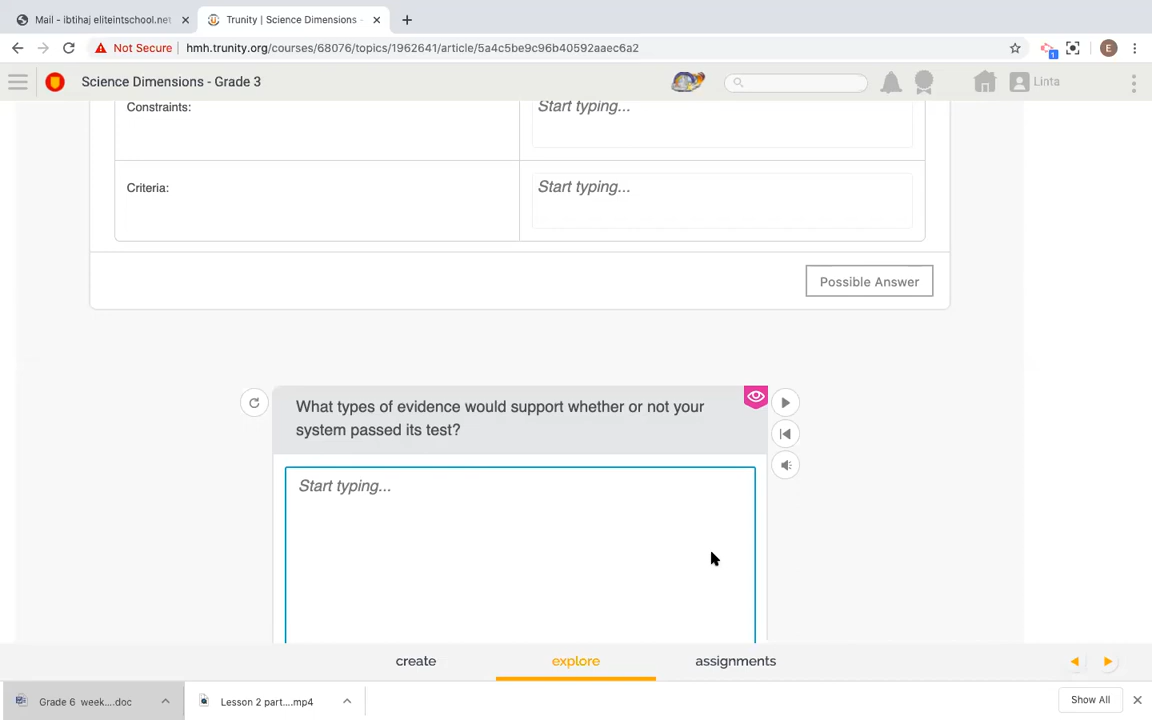 Mail - ibtihaj eliteintschool.net
Trunity | Science Dimensions -
Not Secure
hmh.trunity.org/courses/68076/topics/1962641/article/5a4c5be9c96b40592aaec6a2
1
E
Science Dimensions - Grade 3
Linta
Constraints:
Start typing...
Criteria:
Start typing...
Possible Answer
What types of evidence would support whether or not your
system passed its test?
Start typing...
create
explore
assignments
Grade 6 week....doc
Lesson 2 part....mp4
Show All